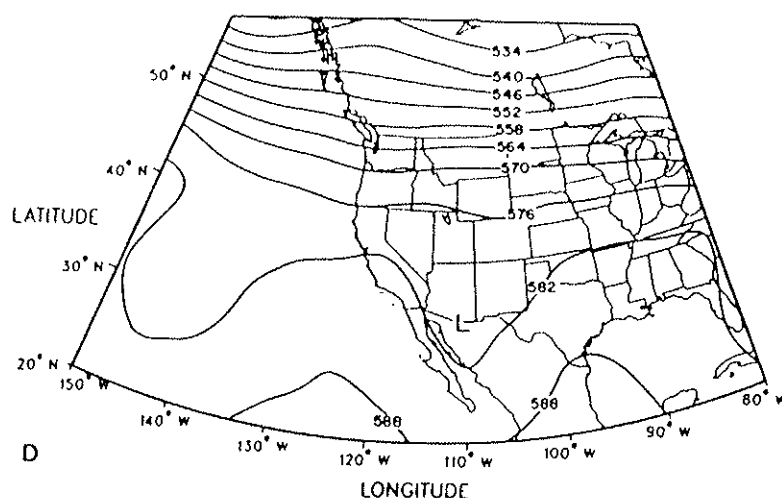 534
50° N
540
546
552
558
564
40° N
570
LATITUDE
576
30° N
582
L
20° N
150° W
588
588
80° W
140° W
90° W
130° W
100° W
120° W
110° W
D
LONGITUDE